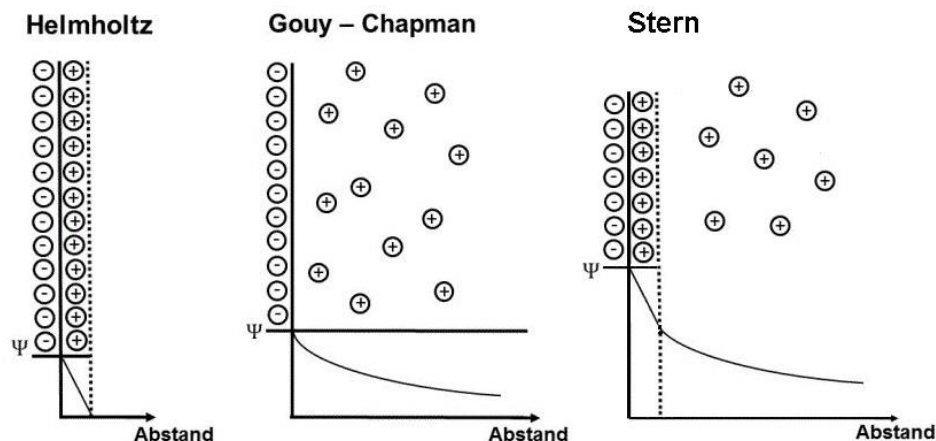 Helmholtz
Gouy – Chapman
Stern
Ψ
Abstand
Ψ
Abstand
Ψ
Abstand